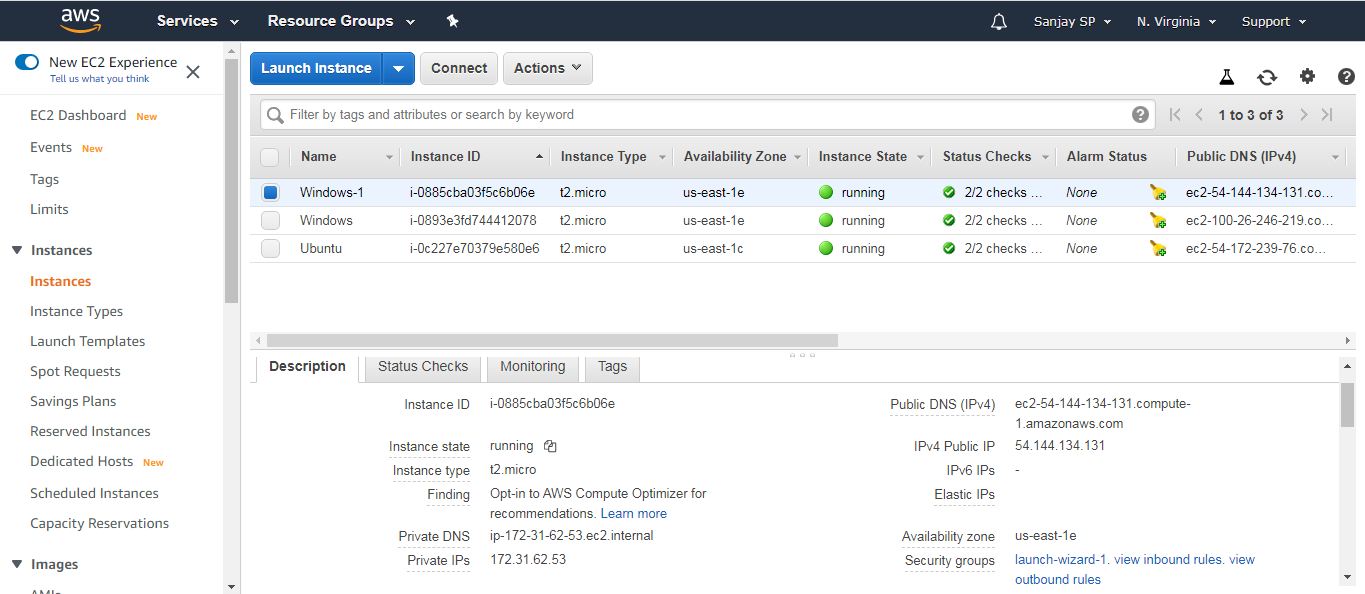 aws Services Resource Groups Sanjay SP N. Virginia Support
New EC2 Experience
Tell us what you think
EC2 Dashboard New
Events New
Tags
Limits
Instances
Instances
Instance Types
Launch Templates
Spot Requests
Savings Plans
Reserved Instances
Dedicated Hosts New
Scheduled Instances
Capacity Reservations
Images
AMIs
Launch Instance Connect Actions
Filter by tags and attributes or search by keyword ? 1 to 3 of 3
Name Instance ID Instance Type Availability Zone Instance State Status Checks Alarm Status Public DNS (IPv4)
Windows-1 i-0885cba03f5c6b06e t2.micro us-east-1e running 2/2 checks ... None ec2-54-144-134-131.co...
Windows i-0893e3fd744412078 t2.micro us-east-1e running 2/2 checks ... None ec2-100-26-246-219.co...
Ubuntu i-0c227e70379e580e6 t2.micro us-east-1c running 2/2 checks ... None ec2-54-172-239-76.co...
Description Status Checks Monitoring Tags
Instance ID i-0885cba03f5c6b06e
Instance state running
Instance type t2.micro
Finding Opt-in to AWS Compute Optimizer for
recommendations. Learn more
Private DNS ip-172-31-62-53.ec2.internal
Private IPs 172.31.62.53
Public DNS (IPv4) ec2-54-144-134-131.compute-
1.amazonaws.com
IPv4 Public IP 54.144.134.131
IPv6 IPs -
Elastic IPs
Availability zone us-east-1e
Security groups launch-wizard-1. view inbound rules. view
outbound rules